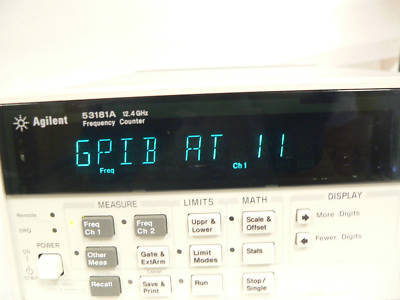 Agilent 53181A 12.4 GHz
Frequency Counter
GPIB AT 11
Freq Ch1
MEASURE LIMITS MATH DISPLAY
Remote
SRQ
POWER
Freq Ch 1
Freq Ch 2
Uppr & Lower
Scale & Offset
More Digits
Other Meas
Gate & ExtArm
Limit Modes
Stats
Fewer Digits
Recall
Save & Print
Run
Stop/Single